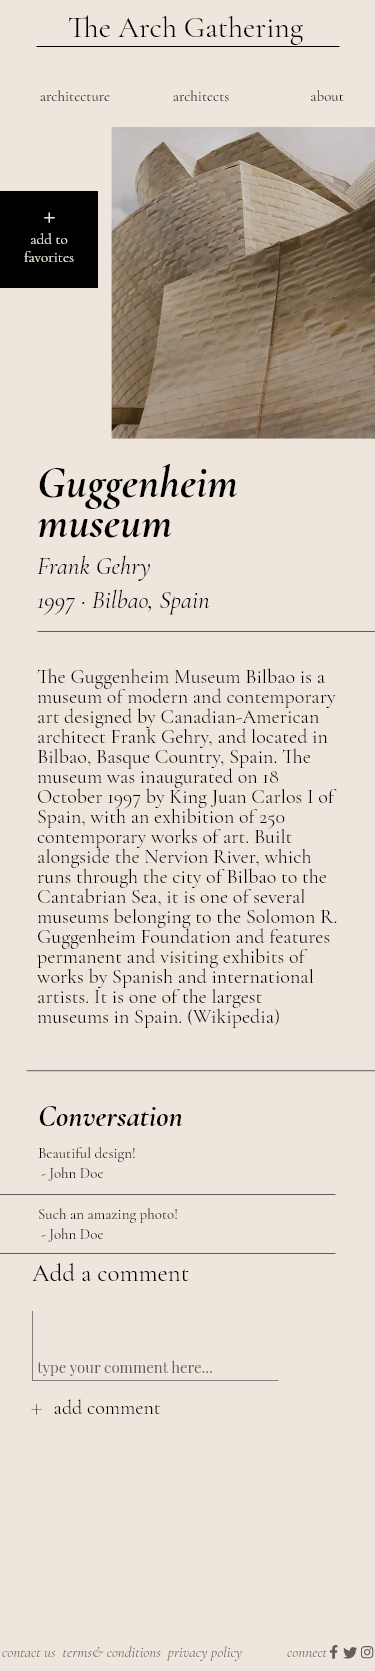 The Arch Gathering
architecture architects about
+
add to
favorites
Guggenheim
museum
Frank Gehry
1997 · Bilbao, Spain
The Guggenheim Museum Bilbao is a
museum of modern and contemporary
art designed by Canadian-American
architect Frank Gehry, and located in
Bilbao, Basque Country, Spain. The
museum was inaugurated on 18
October 1997 by King Juan Carlos I of
Spain, with an exhibition of 250
contemporary works of art. Built
alongside the Nervion River, which
runs through the city of Bilbao to the
Cantabrian Sea, it is one of several
museums belonging to the Solomon R.
Guggenheim Foundation and features
permanent and visiting exhibits of
works by Spanish and international
artists. It is one of the largest
museums in Spain. (Wikipedia)
Conversation
Beautiful design!
- John Doe
Such an amazing photo!
- John Doe
Add a comment
type your comment here...
+ add comment
contact us terms& conditions privacy policy connect